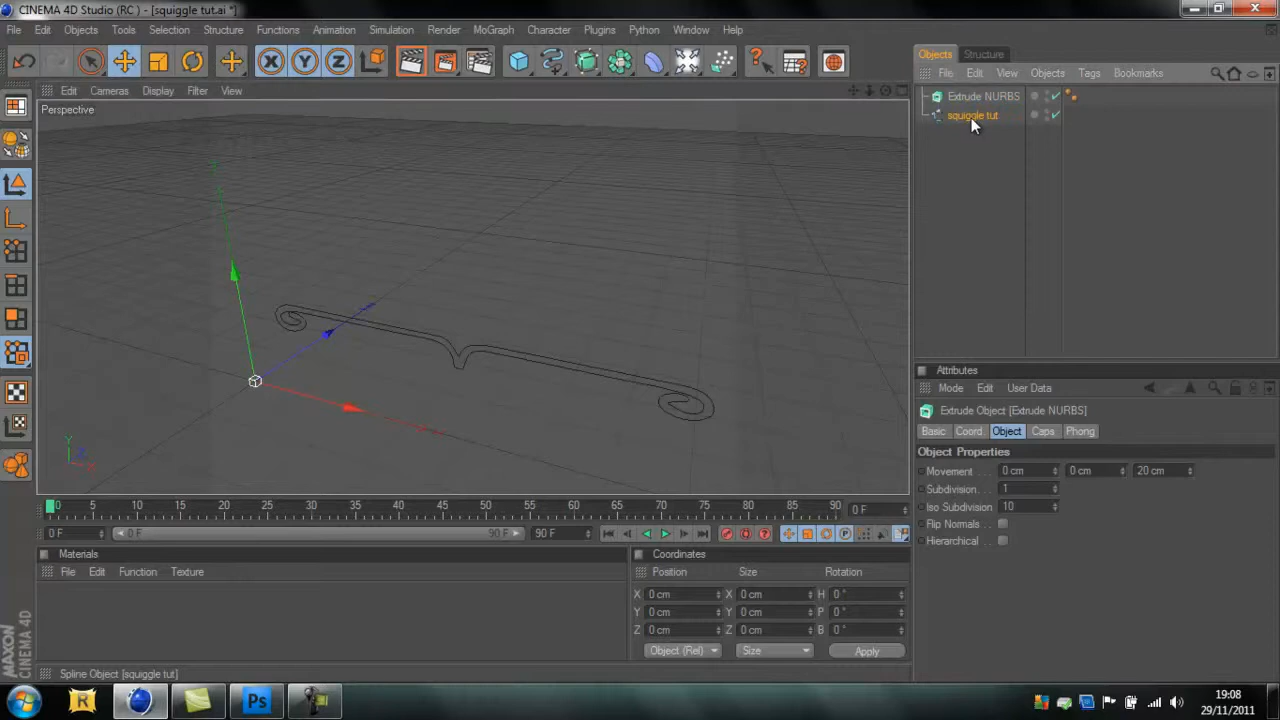 CINEMA 4D Studio (RC ) - [squiggle tut.ai *]
File Edit Objects Tools Selection Structure Functions Animation Simulation Render MoGraph Character Plugins Python Window Help
Objects Structure
File Edit View Objects Tags Bookmarks
Extrude NURBS
squiggle tut
Edit Cameras Display Filter View
Perspective
Y
Z
X
Attributes
Mode Edit User Data
Extrude Object [Extrude NURBS]
Basic Coord Object Caps Phong
Object Properties
Movement 0 cm 0 cm 20 cm
Subdivision 1
Iso Subdivision 10
Flip Normals
Hierarchical
0 5 10 15 20 25 30 35 40 45 50 55 60 65 70 75 80 85 90 0 F
0 F 0 F 90 F 90 F
Materials
File Edit Function Texture
Coordinates
Position Size Rotation
X 0 cm X 0 cm H 0 °
Y 0 cm Y 0 cm P 0 °
Z 0 cm Z 0 cm B 0 °
Object (Rel) Size Apply
MAXON
CINEMA 4D
Spline Object [squiggle tut]
R
Ps
19:08
29/11/2011